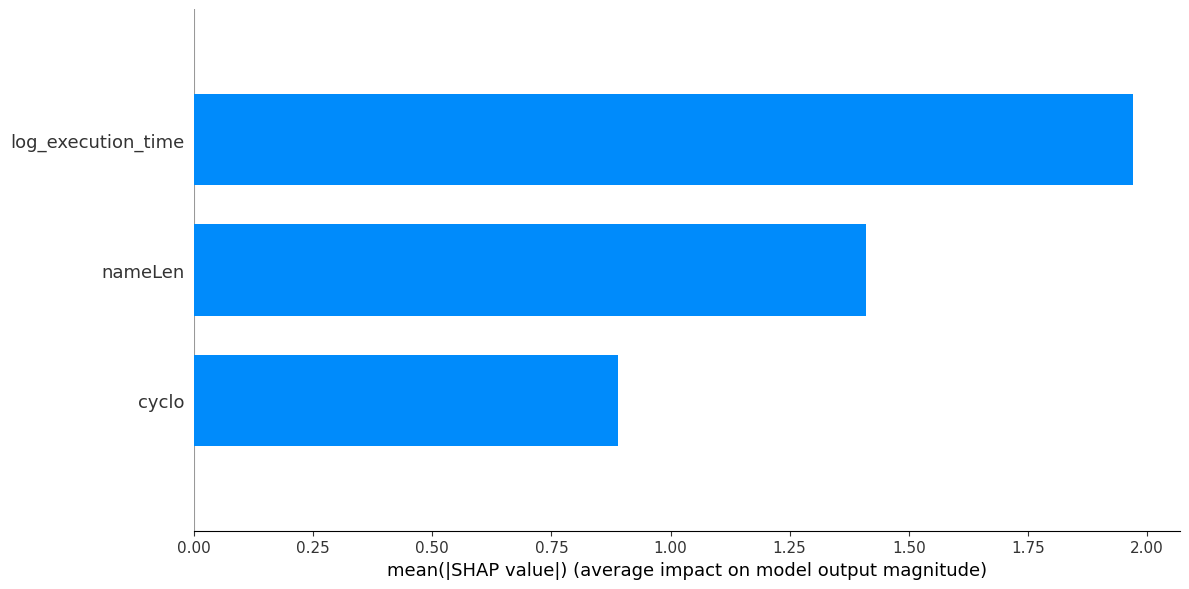 log_execution_time
nameLen
cyclo
0.00 0.25 0.50 0.75 1.00 1.25 1.50 1.75 2.00
mean(|SHAP value|) (average impact on model output magnitude)